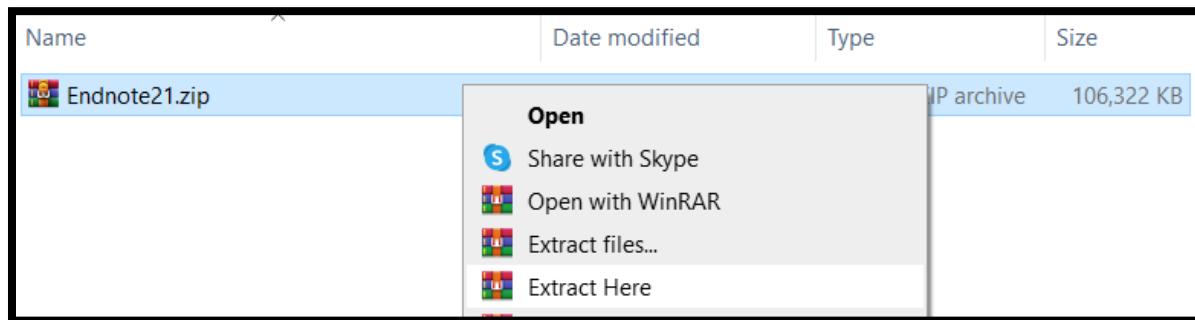 Name Date modified Type Size
Endnote21.zip IP archive 106,322 KB
Open
Share with Skype
Open with WinRAR
Extract files...
Extract Here